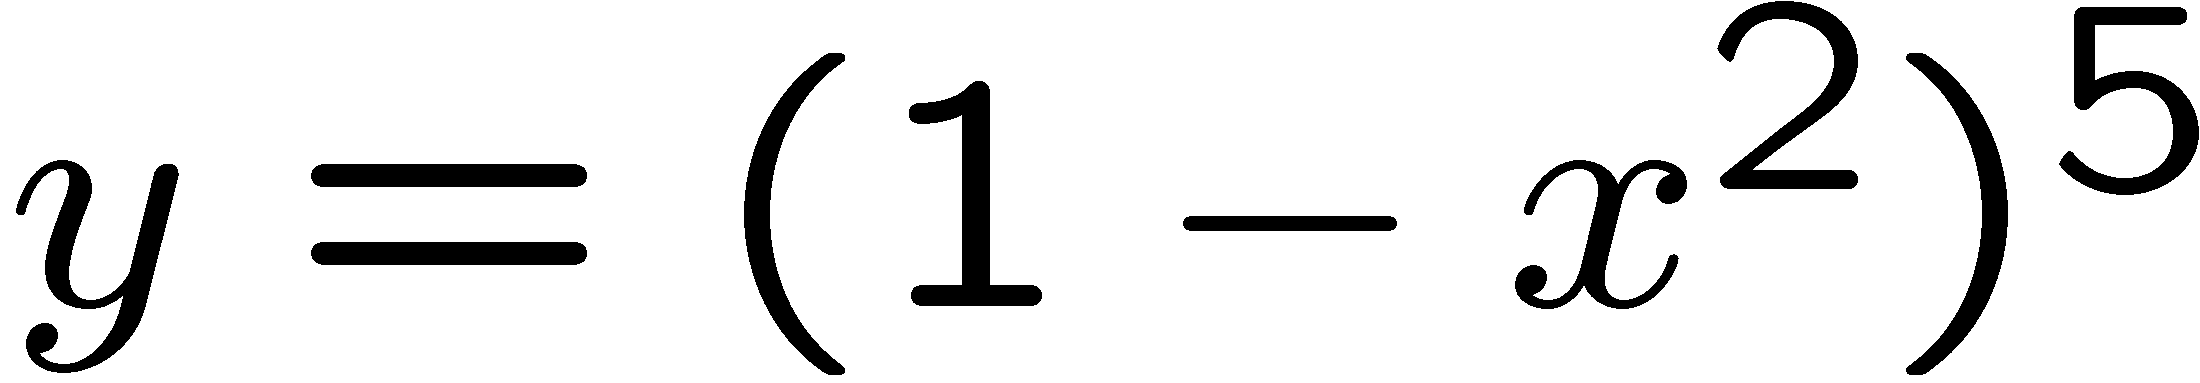 y = (1 − x²)⁵